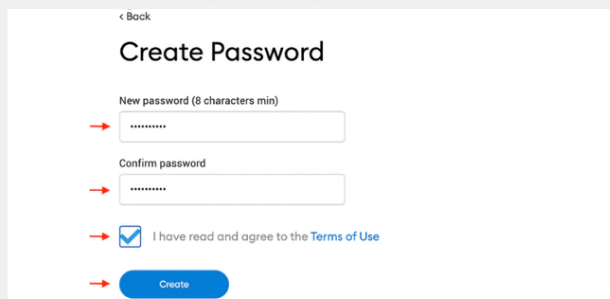 < Back
Create Password
New password (8 characters min)
••••••••••
Confirm password
••••••••••
I have read and agree to the Terms of Use
Create